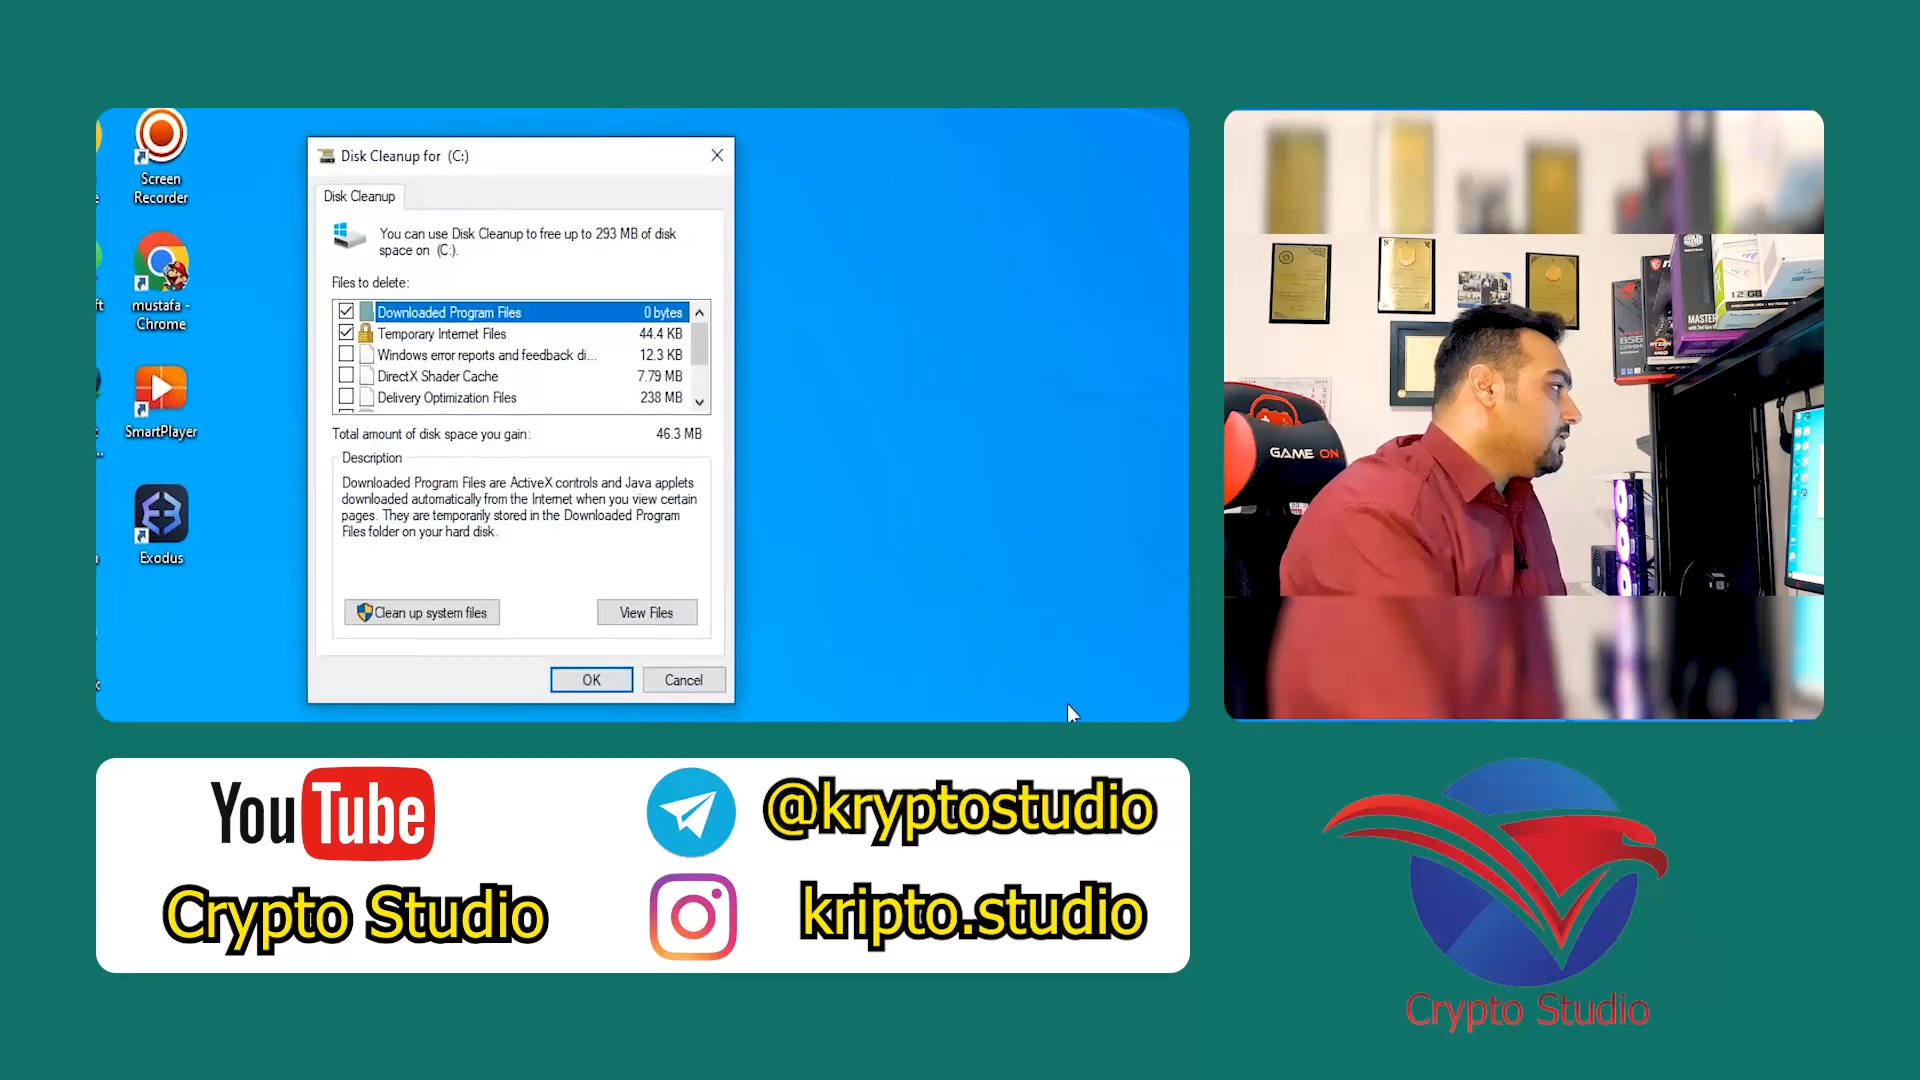 Screen
Recorder
mustafa -
Chrome
SmartPlayer
Exodus
Disk Cleanup for (C:)
Disk Cleanup
You can use Disk Cleanup to free up to 293 MB of disk
space on (C:).
Files to delete:
Downloaded Program Files 0 bytes
Temporary Internet Files 44.4 KB
Windows error reports and feedback di... 12.3 KB
DirectX Shader Cache 7.79 MB
Delivery Optimization Files 238 MB
Total amount of disk space you gain: 46.3 MB
Description
Downloaded Program Files are ActiveX controls and Java applets
downloaded automatically from the Internet when you view certain
pages. They are temporarily stored in the Downloaded Program
Files folder on your hard disk.
Clean up system files
View Files
OK
Cancel
GAME ON
12 GB
MASTER
RYZEN
YouTube
Crypto Studio
@kryptostudio
kripto.studio
Crypto Studio